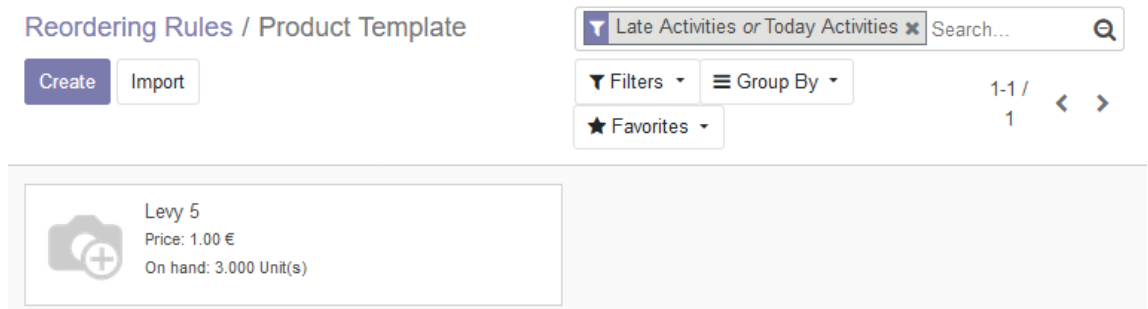 Reordering Rules / Product Template
Late Activities or Today Activities × Search...
Create Import
Filters Group By
1-1 /
1
Favorites
Levy 5
Price: 1.00 €
On hand: 3.000 Unit(s)